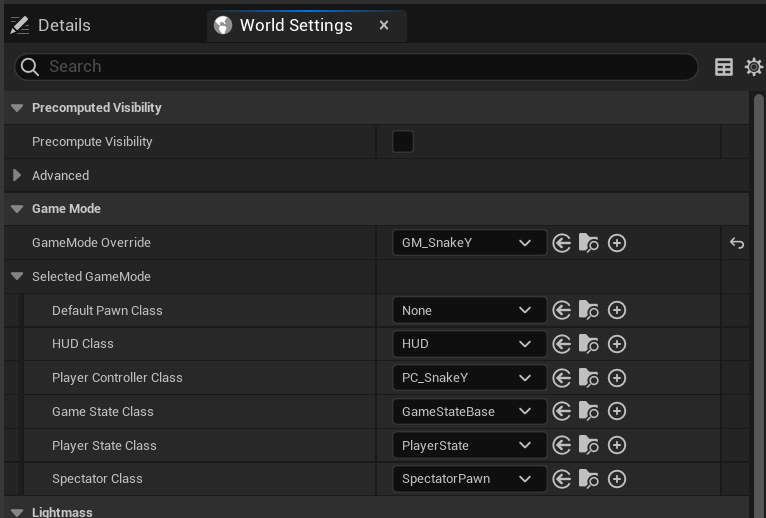 Details
World Settings
Search
Precomputed Visibility
Precompute Visibility
Advanced
Game Mode
GameMode Override GM_SnakeY
Selected GameMode
Default Pawn Class None
HUD Class HUD
Player Controller Class PC_SnakeY
Game State Class GameStateBase
Player State Class PlayerState
Spectator Class SpectatorPawn
Lightmass